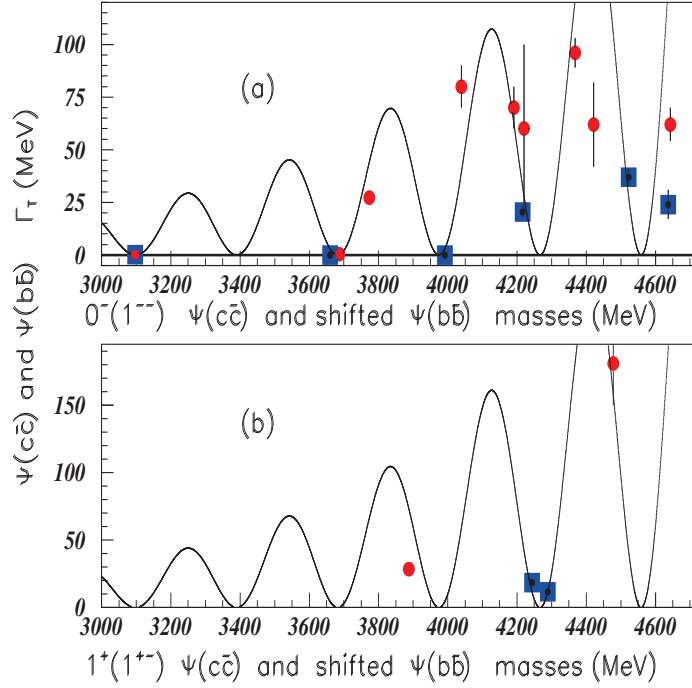 Ψ(cc̄) and Ψ(bb̄) Γ_T (MeV)
100
75
50
25
0
(a)
3000 3200 3400 3600 3800 4000 4200 4400 4600
0⁻(1⁻⁻) Ψ(cc̄) and shifted Ψ(bb̄) masses (MeV)
150
100
50
0
(b)
3000 3200 3400 3600 3800 4000 4200 4400 4600
1⁺(1⁺⁻) Ψ(cc̄) and shifted Ψ(bb̄) masses (MeV)